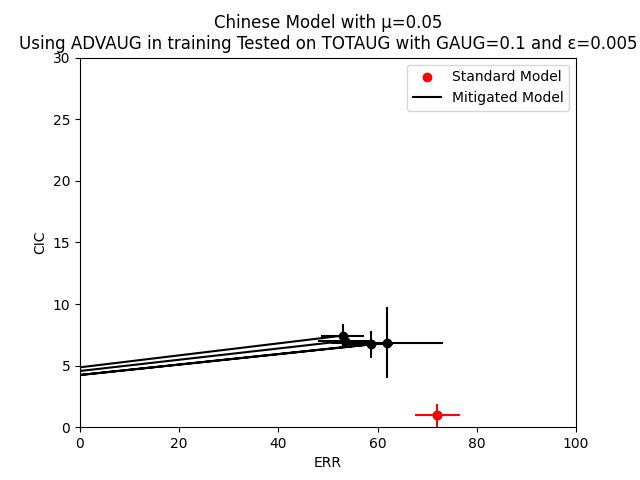 Chinese Model with μ=0.05
Using ADVAUG in training Tested on TOTAUG with GAUG=0.1 and ε=0.005
30
25
20
15
10
5
0
CIC
Standard Model
Mitigated Model
0 20 40 60 80 100
ERR